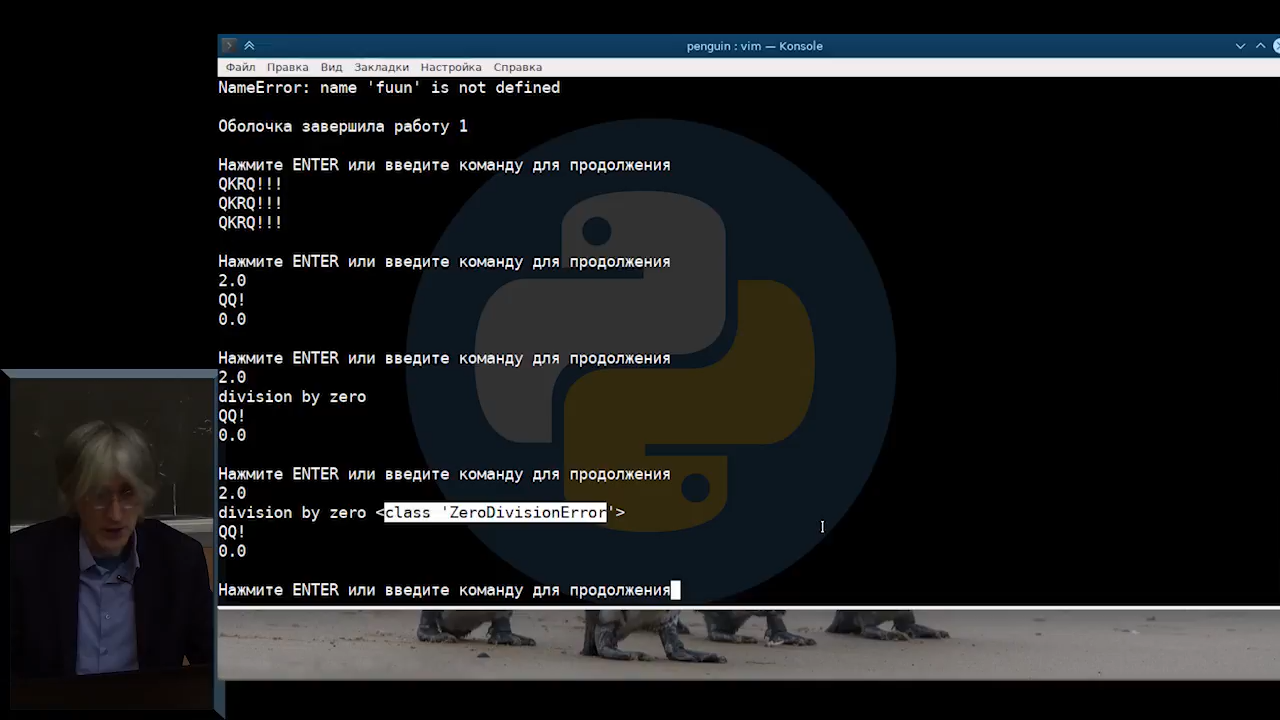 penguin : vim — Konsole
Файл Правка Вид Закладки Настройка Справка
NameError: name 'fuun' is not defined
Оболочка завершила работу 1
Нажмите ENTER или введите команду для продолжения
QKRQ!!!
QKRQ!!!
QKRQ!!!
Нажмите ENTER или введите команду для продолжения
2.0
QQ!
0.0
Нажмите ENTER или введите команду для продолжения
2.0
division by zero
QQ!
0.0
Нажмите ENTER или введите команду для продолжения
2.0
division by zero <class 'ZeroDivisionError'>
QQ!
0.0
Нажмите ENTER или введите команду для продолжения